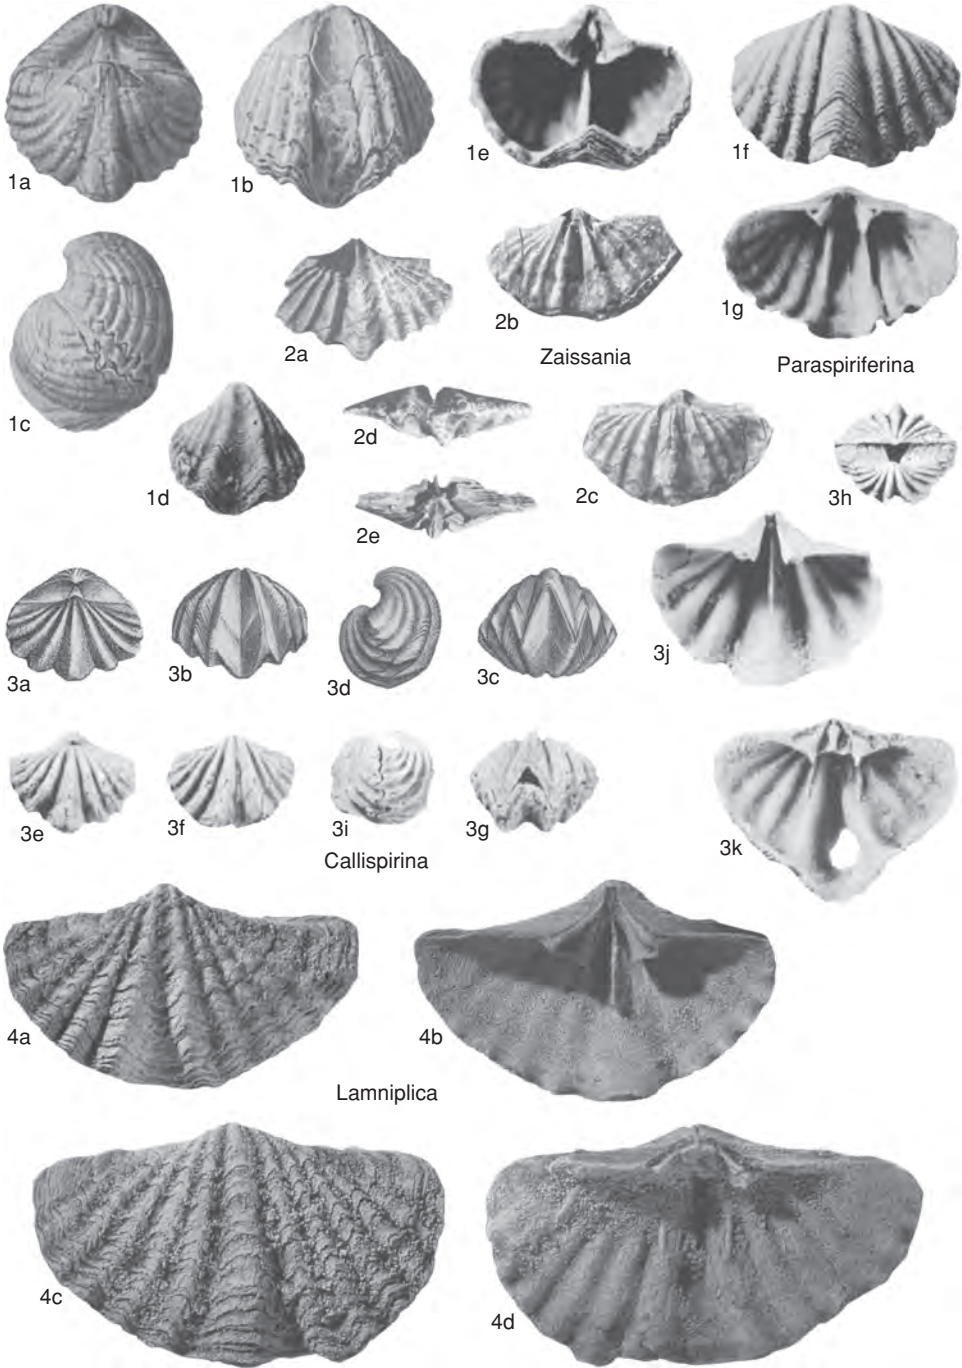 1a
1b
1e
1f
1c
2a
2b
1g
Zaissania
Paraspiriferina
1d
2d
2e
2c
3h
3a
3b
3d
3c
3j
3e
3f
3i
3g
3k
Callispirina
4a
4b
Lamniplica
4c
4d